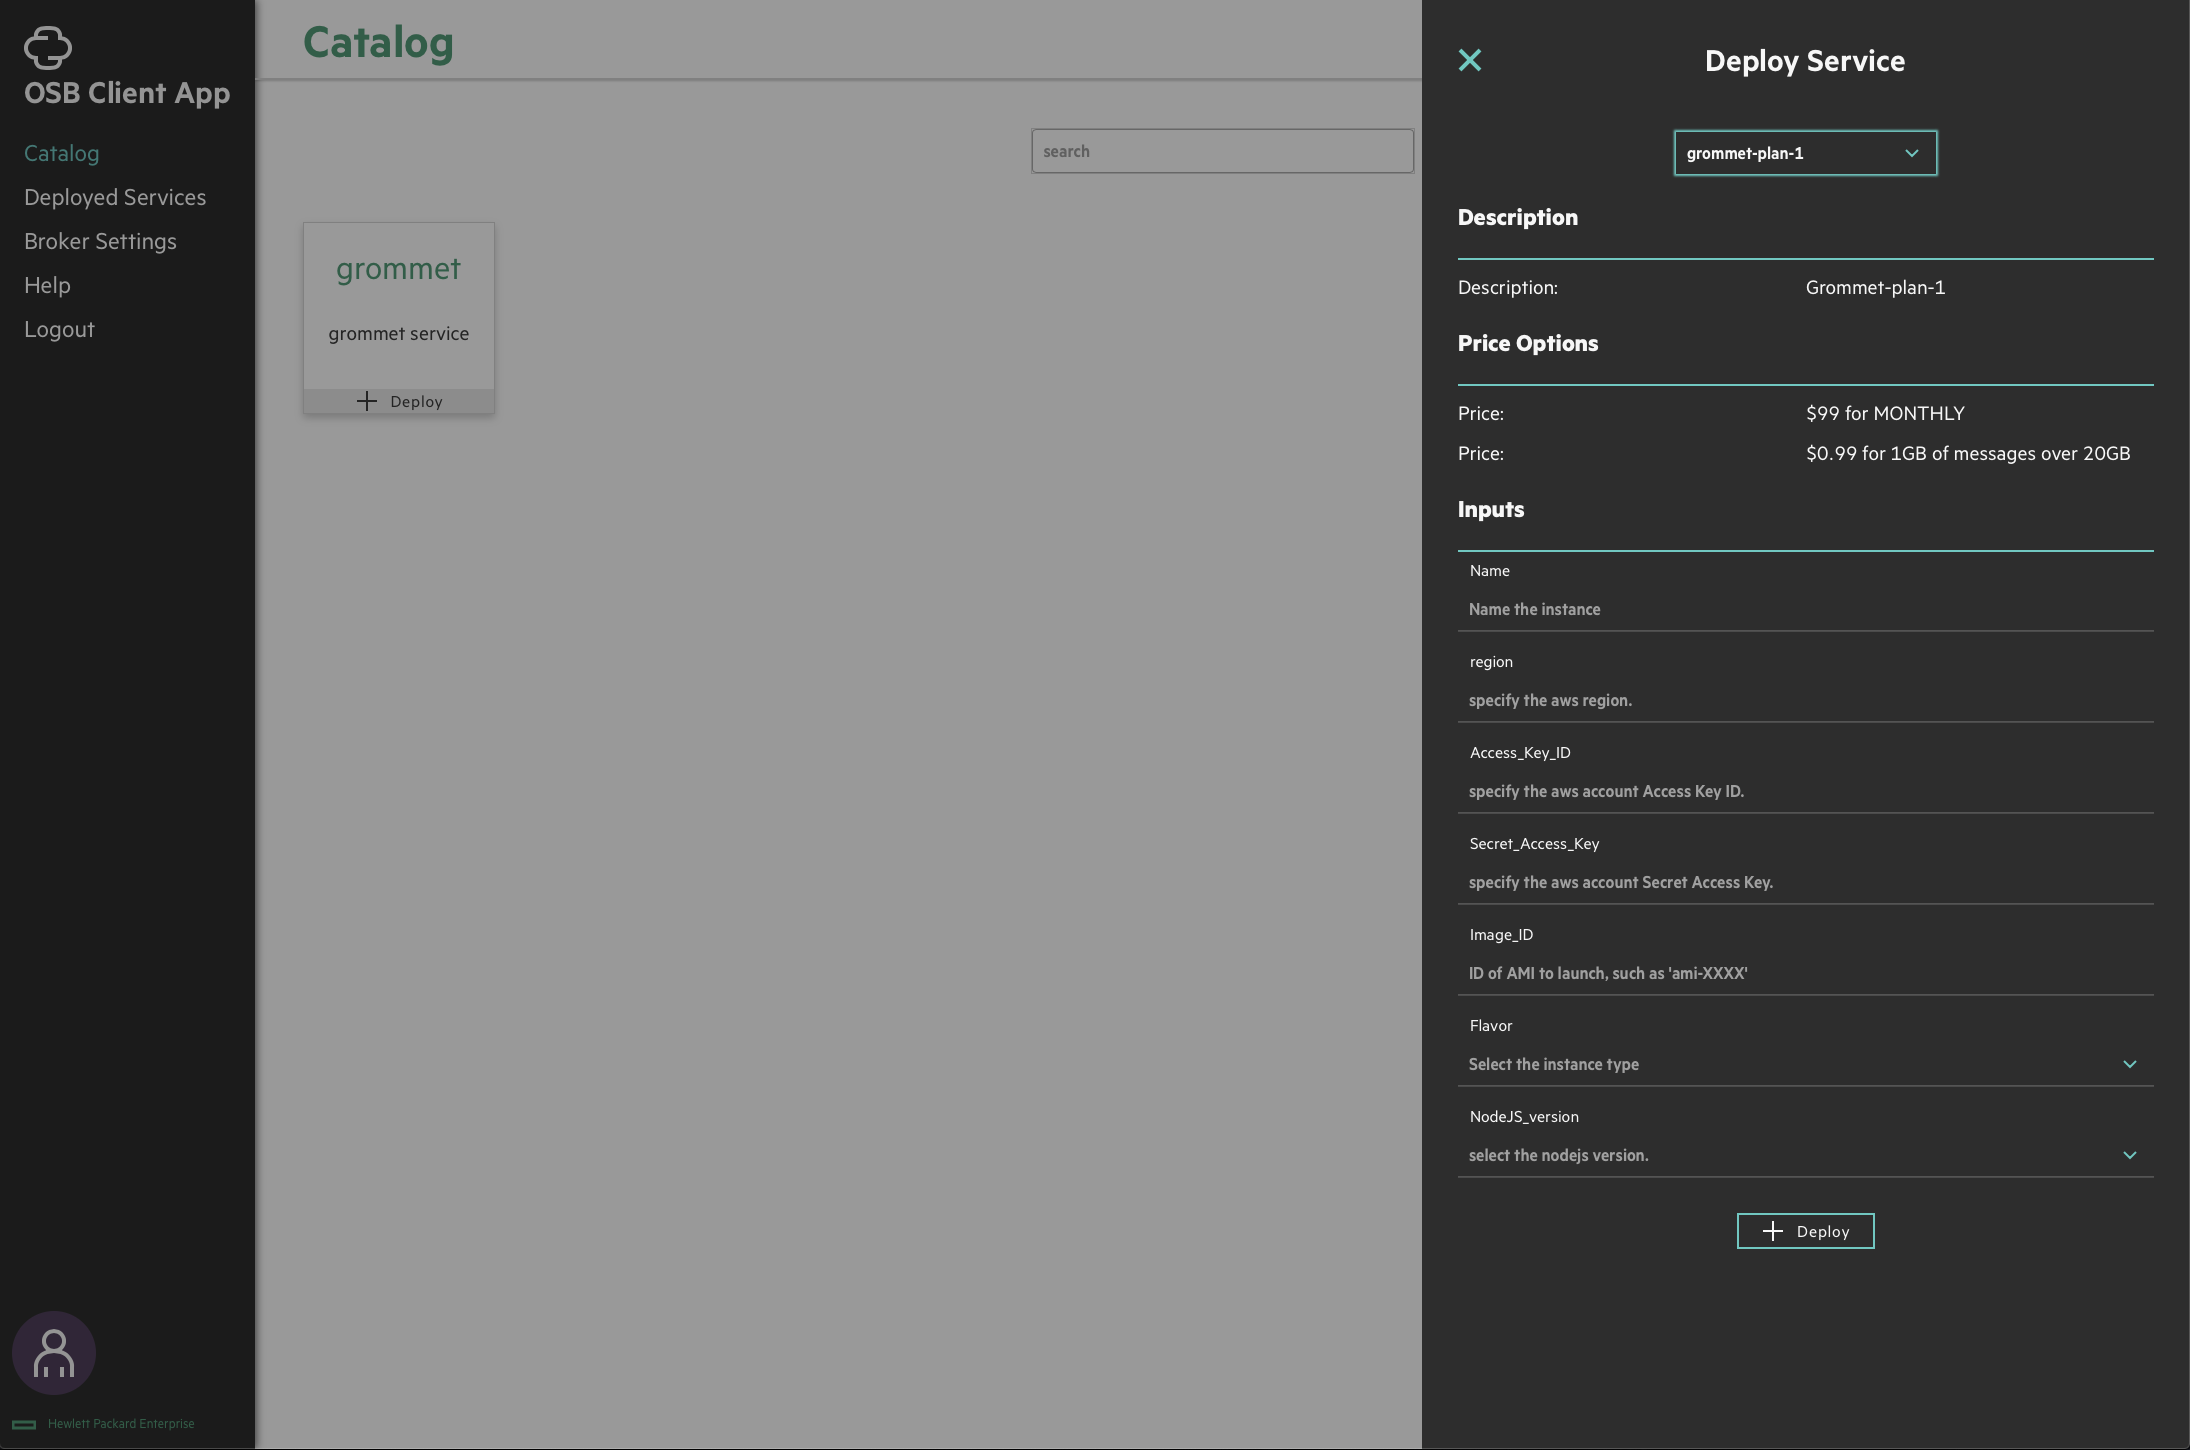 OSB Client App
Catalog
Deployed Services
Broker Settings
Help
Logout
Hewlett Packard Enterprise
Catalog
search
grommet
grommet service
Deploy
Deploy Service
grommet-plan-1
Description
Description: Grommet-plan-1
Price Options
Price: $99 for MONTHLY
Price: $0.99 for 1GB of messages over 20GB
Inputs
Name
Name the instance
region
specify the aws region.
Access_Key_ID
specify the aws account Access Key ID.
Secret_Access_Key
specify the aws account Secret Access Key.
Image_ID
ID of AMI to launch, such as 'ami-XXXX'
Flavor
Select the instance type
NodeJS_version
select the nodejs version.
Deploy